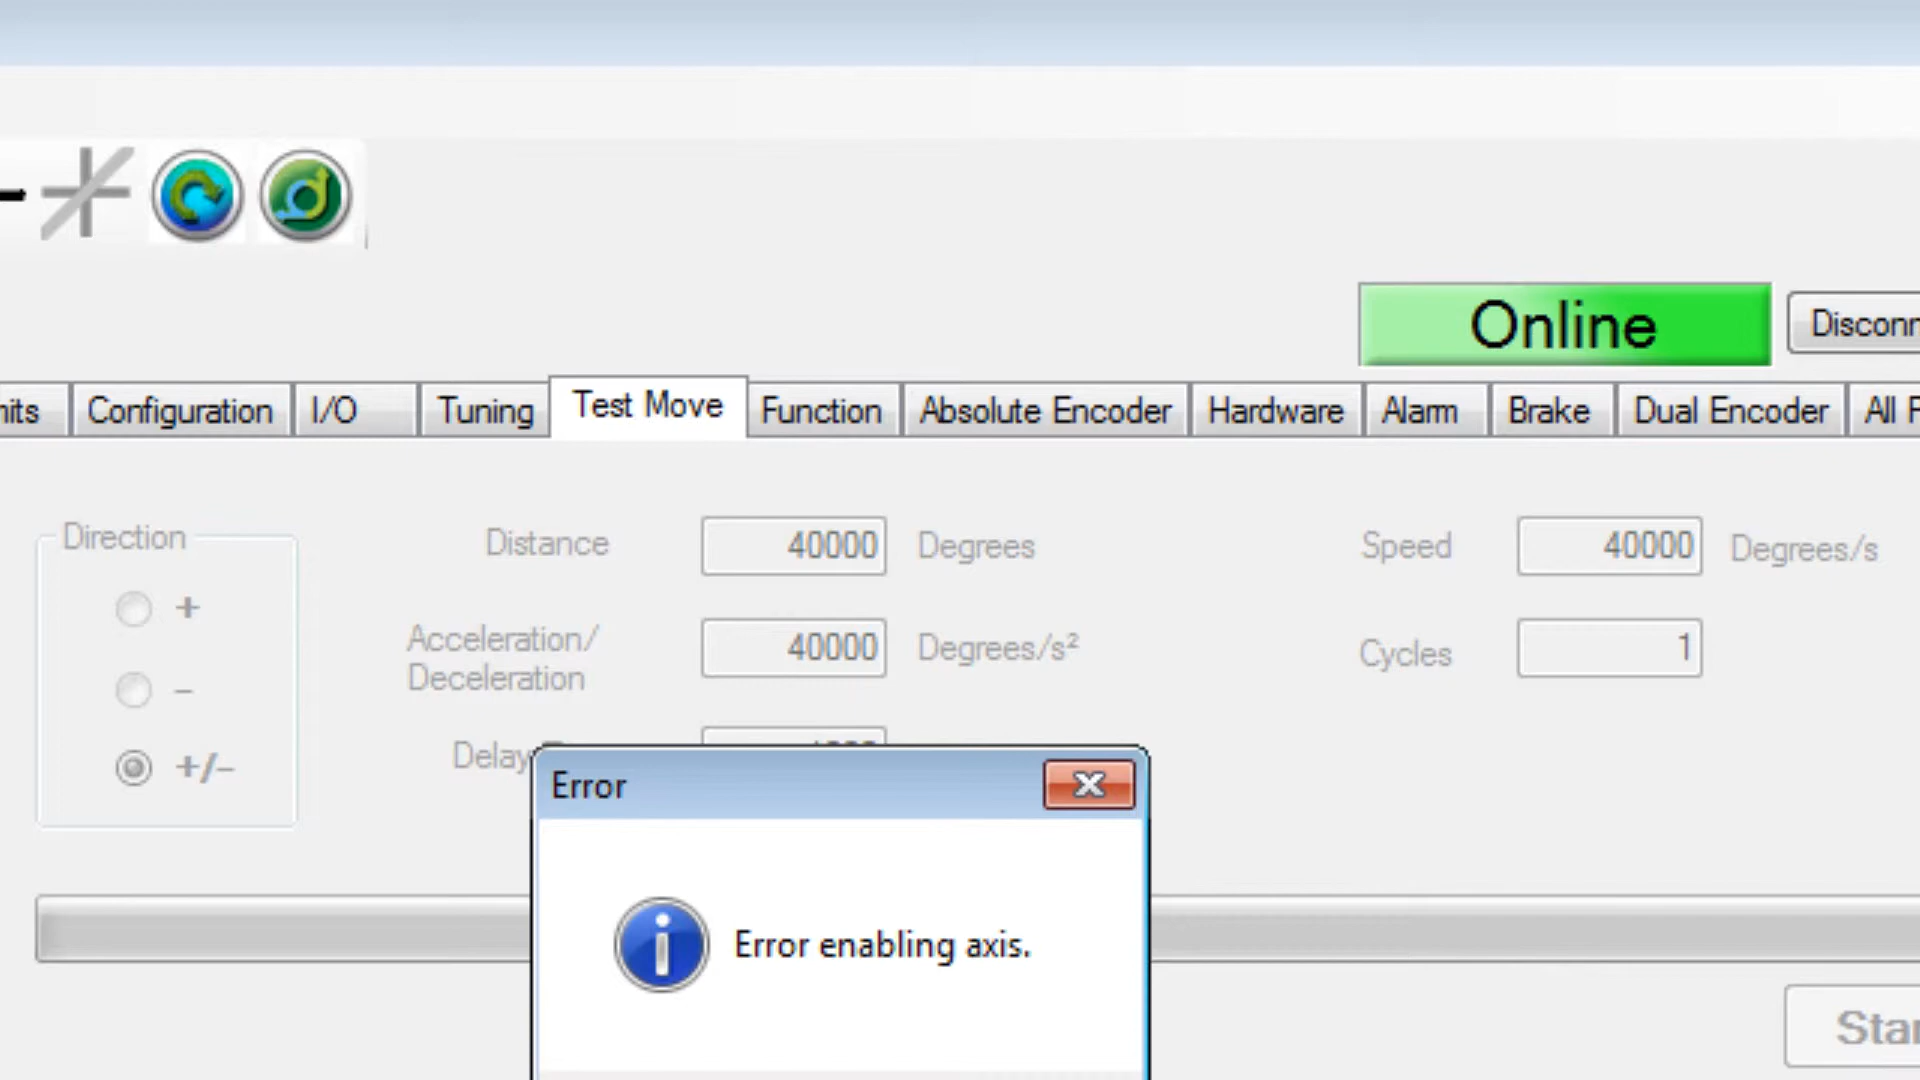 Online
Disconn
nits Configuration I/O Tuning Test Move Function Absolute Encoder Hardware Alarm Brake Dual Encoder All P
Direction
+
−
+/−
Distance 40000 Degrees
Speed 40000 Degrees/s
Acceleration/
Deceleration
40000 Degrees/s²
Cycles 1
Delay
Error
Error enabling axis.
Star